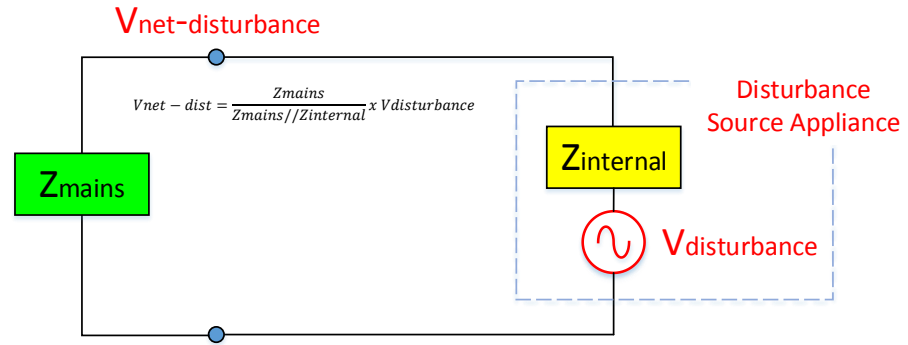 Vnet-disturbance
Vnet − dist = Zmains / Zmains//Zinternal x Vdisturbance
Disturbance
Source Appliance
Zinternal
Zmains
Vdisturbance